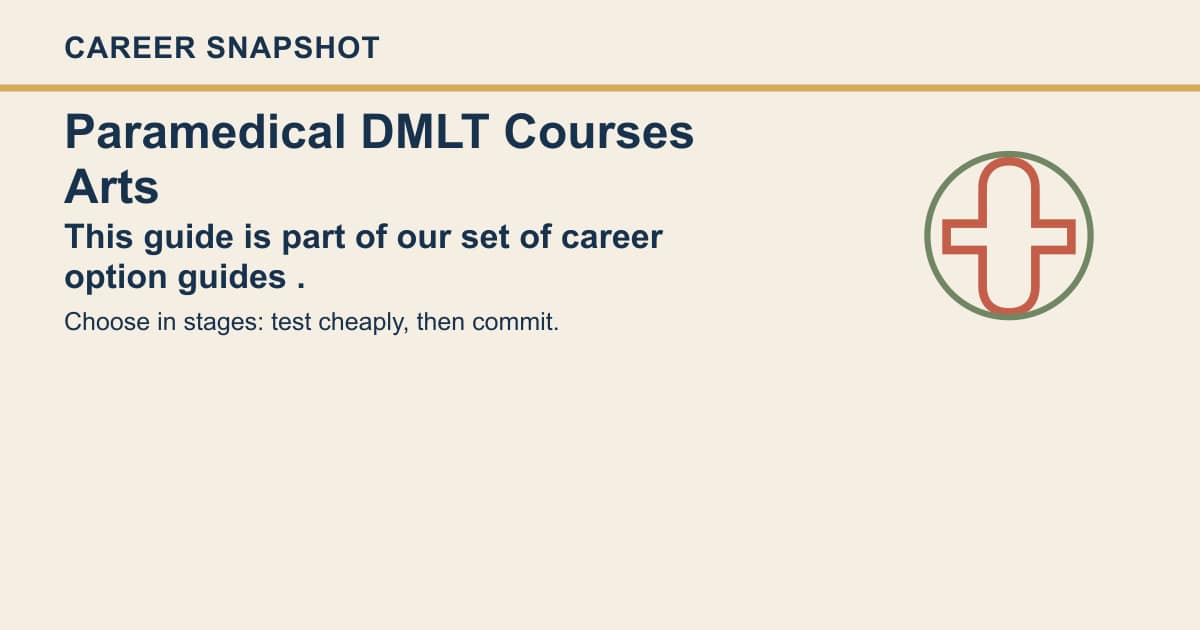 CAREER SNAPSHOT
Paramedical DMLT Courses
Arts
This guide is part of our set of career
option guides .
Choose in stages: test cheaply, then commit.